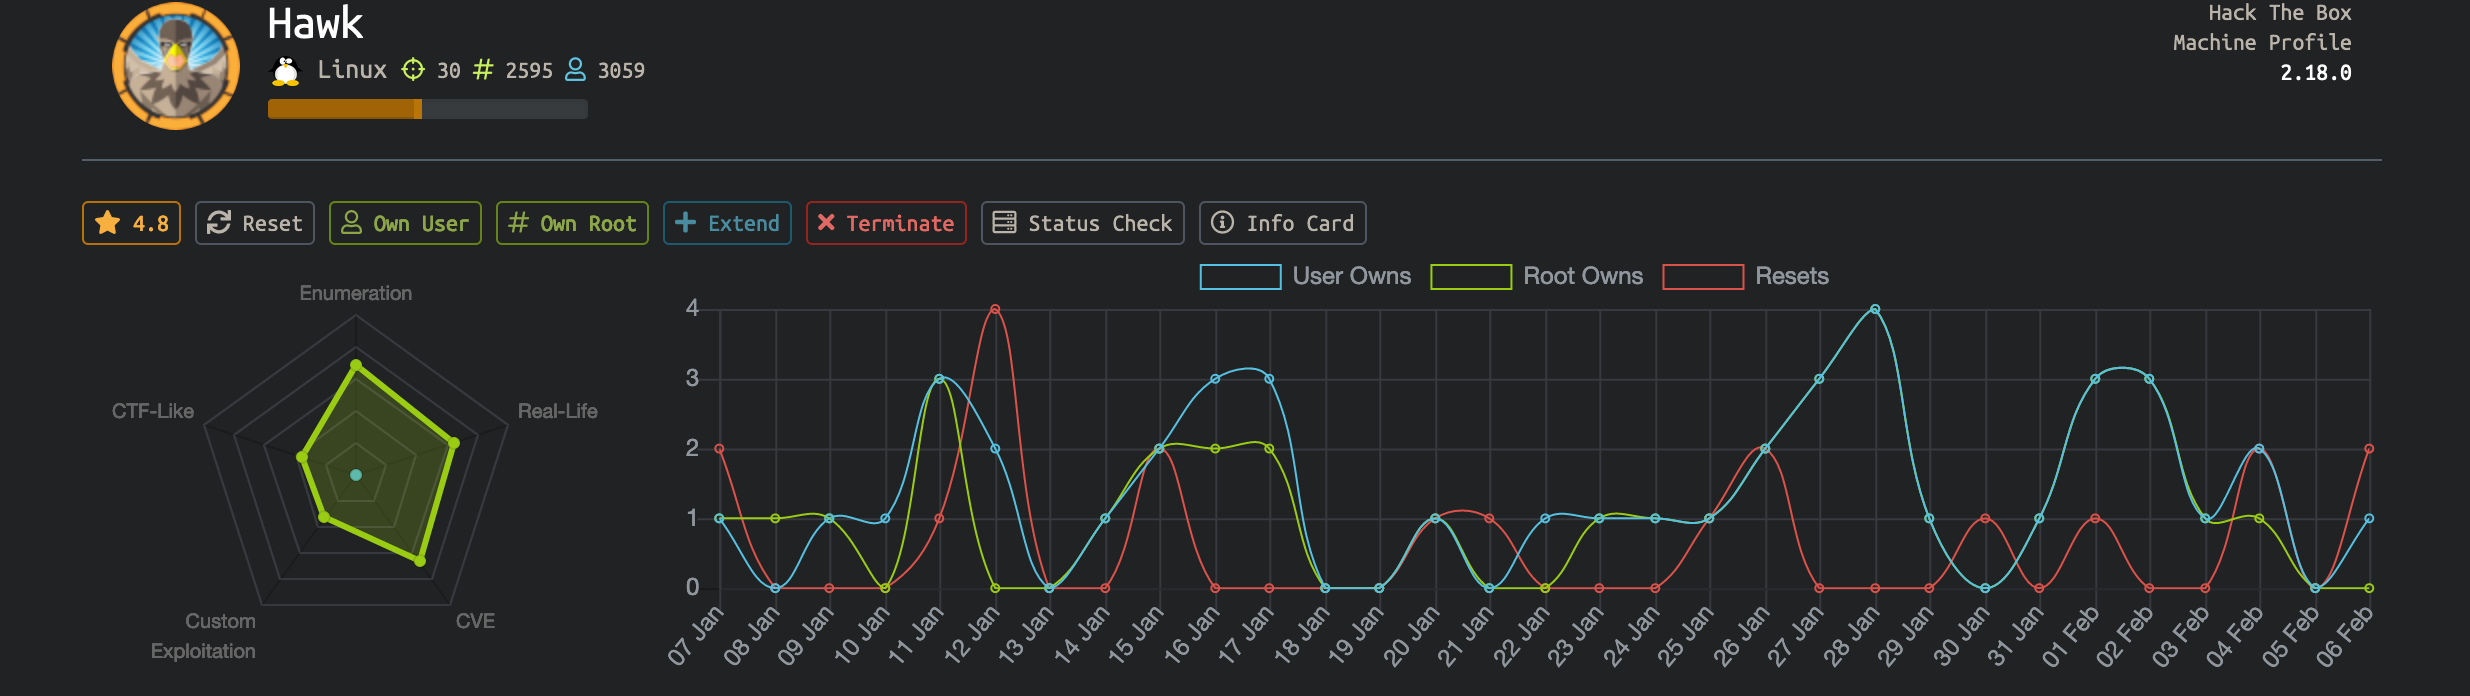 Hawk
Linux 30 # 2595 3059
Hack The Box
Machine Profile
2.18.0
4.8 Reset Own User # Own Root + Extend Terminate Status Check Info Card
Enumeration
Real-Life
CVE
Custom
Exploitation
CTF-Like
User Owns Root Owns Resets
4
3
2
1
0
07 Jan 08 Jan 09 Jan 10 Jan 11 Jan 12 Jan 13 Jan 14 Jan 15 Jan 16 Jan 17 Jan 18 Jan 19 Jan 20 Jan 21 Jan 22 Jan 23 Jan 24 Jan 25 Jan 26 Jan 27 Jan 28 Jan 29 Jan 30 Jan 31 Jan 01 Feb 02 Feb 03 Feb 04 Feb 05 Feb 06 Feb